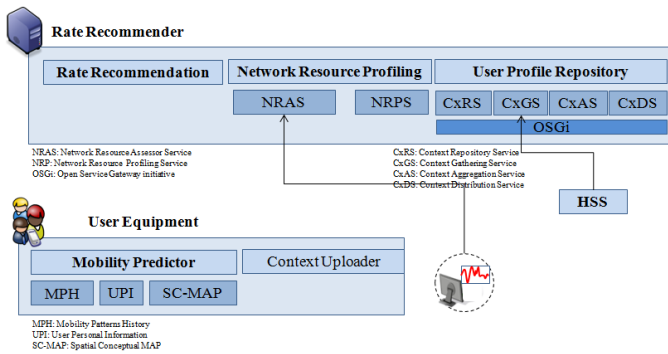 Rate Recommender
Rate Recommendation
Network Resource Profiling
User Profile Repository
NRAS
NRPS
CxRS
CxGS
CxAS
CxDS
OSGi
NRAS: Network Resource Assessor Service
NRP: Network Resource Profiling Service
OSGi: Open Service Gateway initiative
CxRS: Context Repository Service
CxGS: Context Gathering Service
CxAS: Context Aggregation Service
CxDS: Context Distribution Service
HSS
User Equipment
Mobility Predictor
Context Uploader
MPH
UPI
SC-MAP
MPH: Mobility Patterns History
UPI: User Personal Information
SC-MAP: Spatial Conceptual MAP